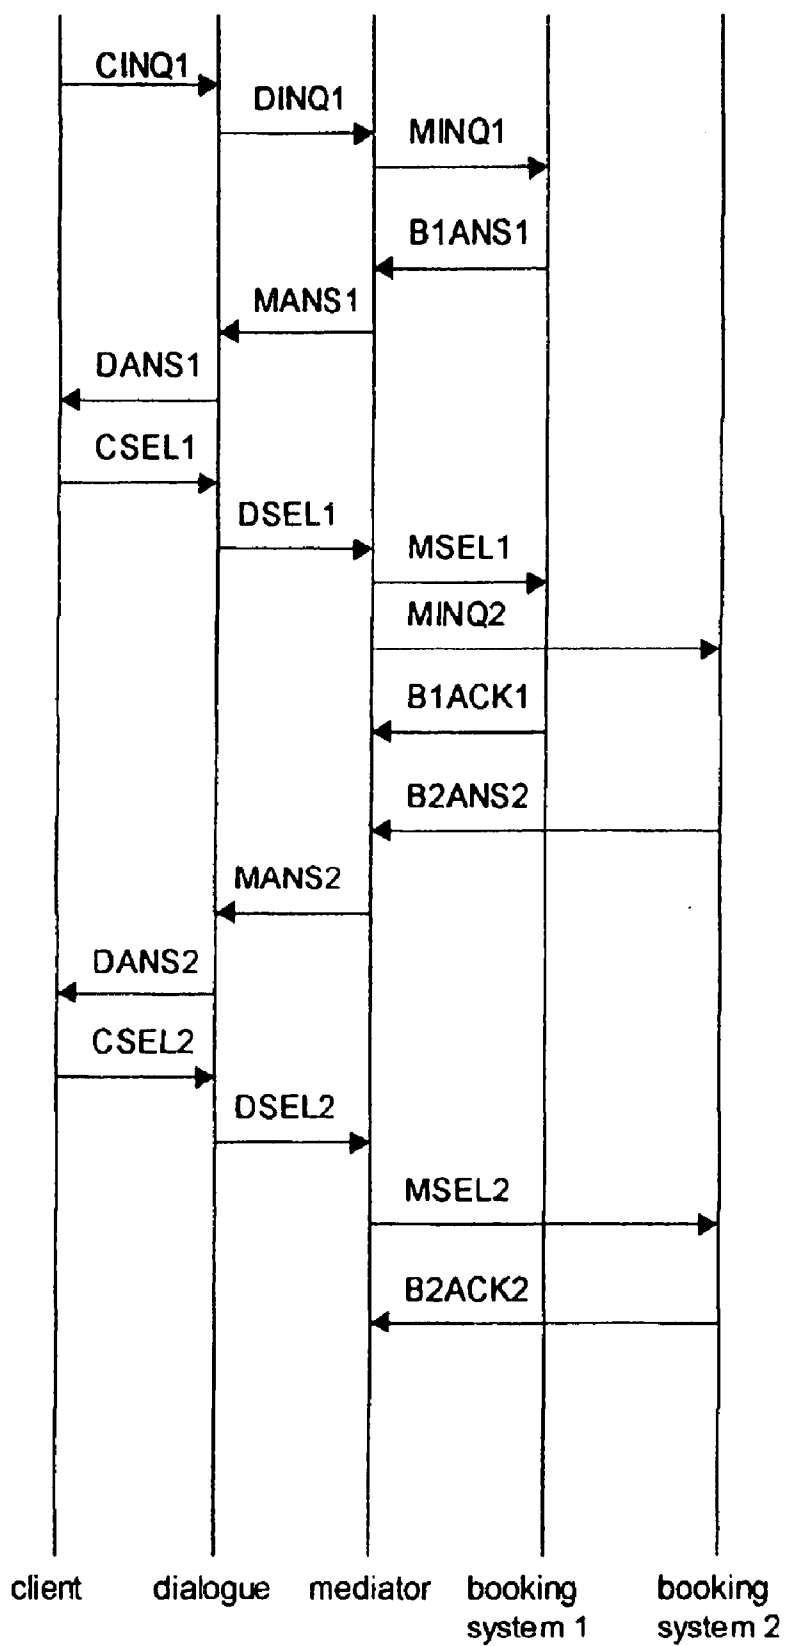 CINQ1
DINQ1
MINQ1
B1ANS1
MANS1
DANS1
CSEL1
DSEL1
MSEL1
MINQ2
B1ACK1
B2ANS2
MANS2
DANS2
CSEL2
DSEL2
MSEL2
B2ACK2
client dialogue mediator booking booking
system 1 system 2